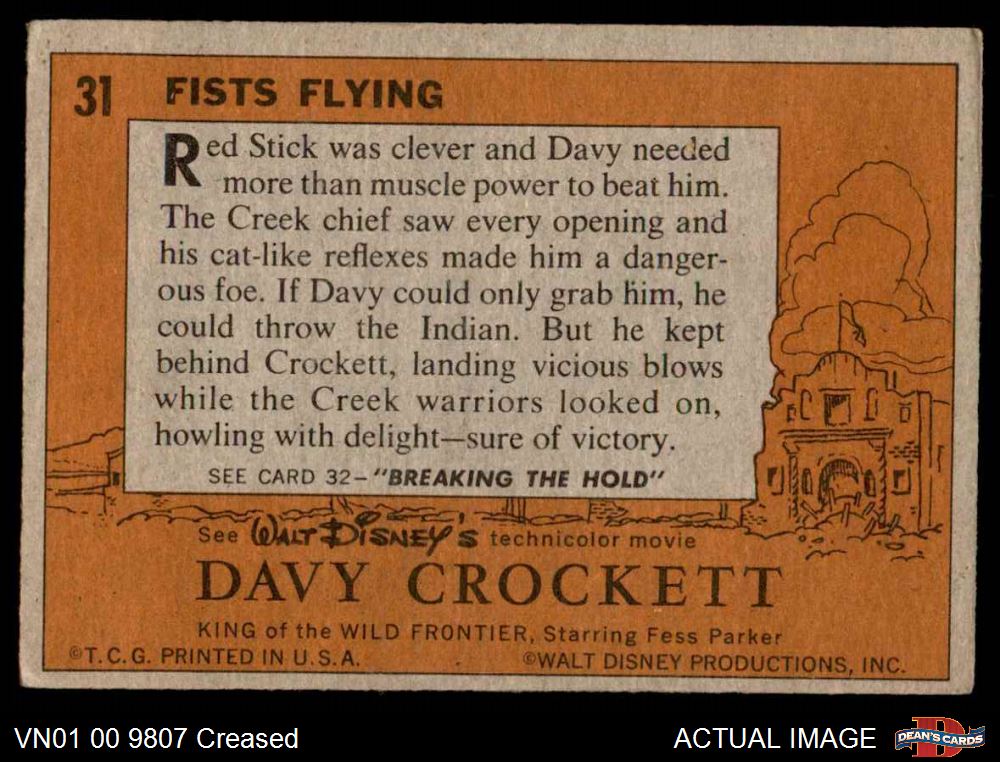 31 FISTS FLYING
Red Stick was clever and Davy needed
more than muscle power to beat him.
The Creek chief saw every opening and
his cat-like reflexes made him a danger-
ous foe. If Davy could only grab him, he
could throw the Indian. But he kept
behind Crockett, landing vicious blows
while the Creek warriors looked on,
howling with delight—sure of victory.
SEE CARD 32—"BREAKING THE HOLD"
See WALT DISNEY'S technicolor movie
DAVY CROCKETT
KING of the WILD FRONTIER, Starring Fess Parker
©T.C.G. PRINTED IN U.S.A. ©WALT DISNEY PRODUCTIONS, INC.
VN01 00 9807 Creased ACTUAL IMAGE D DEAN'S CARDS